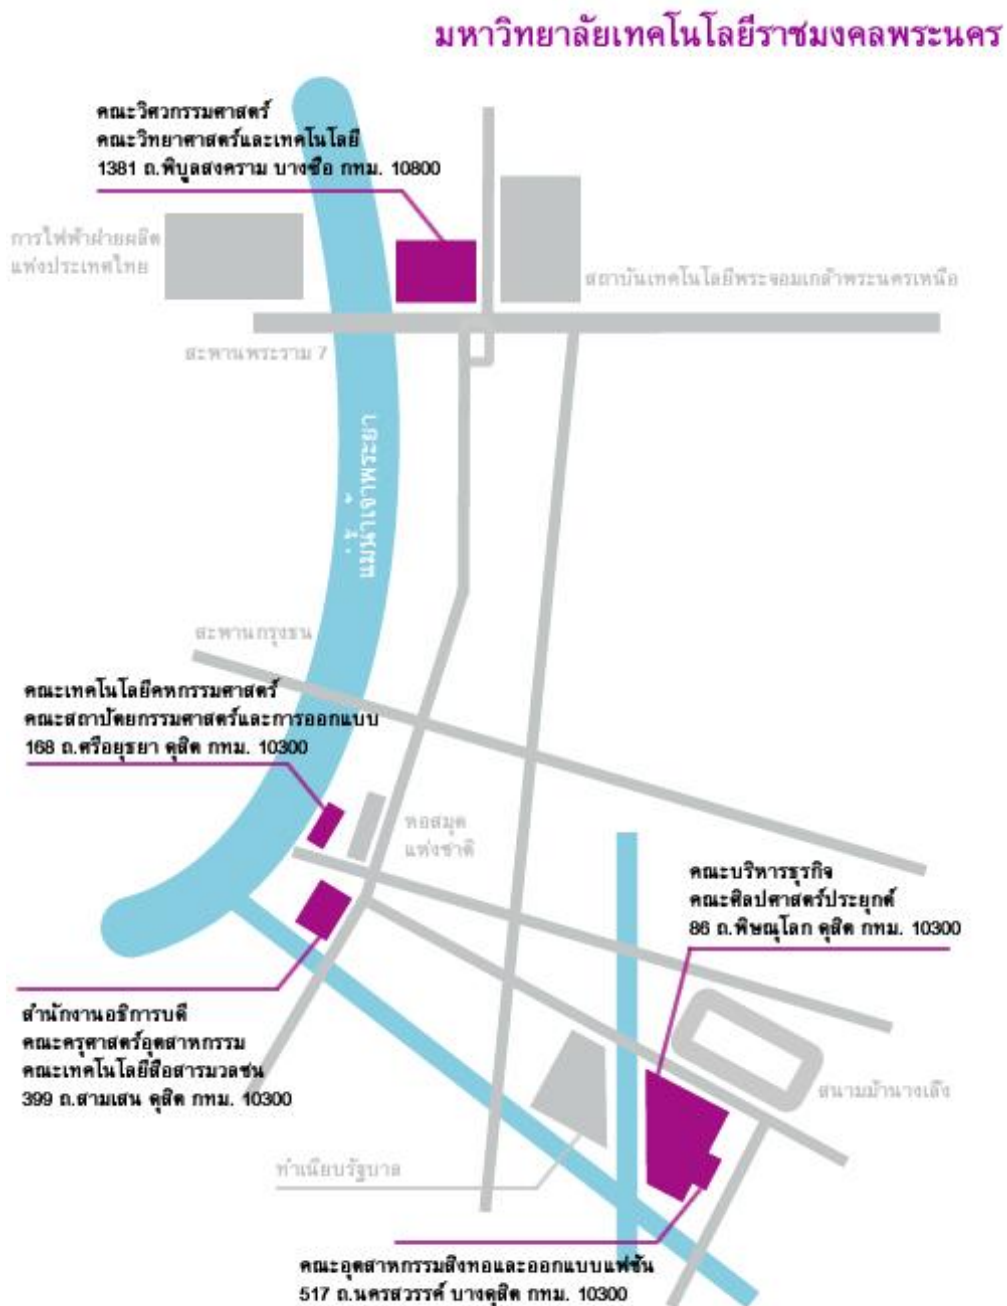 มหาวิทยาลัยเทคโนโลยีราชมงคลพระนคร
คณะวิศวกรรมศาสตร์
คณะวิทยาศาสตร์และเทคโนโลยี
1381 ถ.พิบูลสงคราม บางซื่อ กทม. 10800
การไฟฟ้าฝ่ายผลิต
แห่งประเทศไทย
สถาบันเทคโนโลยีพระจอมเกล้าพระนครเหนือ
สะพานพระราม 7
แม่น้ำเจ้าพระยา
สะพานกรุงธน
คณะเทคโนโลยีคหกรรมศาสตร์
คณะสถาปัตยกรรมศาสตร์และการออกแบบ
168 ถ.ศรีอยุธยา ดุสิต กทม. 10300
หอสมุด
แห่งชาติ
คณะบริหารธุรกิจ
คณะศิลปศาสตร์ประยุกต์
86 ถ.พิษณุโลก ดุสิต กทม. 10300
สำนักงานอธิการบดี
คณะครุศาสตร์อุตสาหกรรม
คณะเทคโนโลยีสื่อสารมวลชน
399 ถ.สามเสน ดุสิต กทม. 10300
สนามม้านางเลิ้ง
ทำเนียบรัฐบาล
คณะอุตสาหกรรมสิ่งทอและออกแบบแฟชั่น
517 ถ.นครสวรรค์ บางดุสิต กทม. 10300